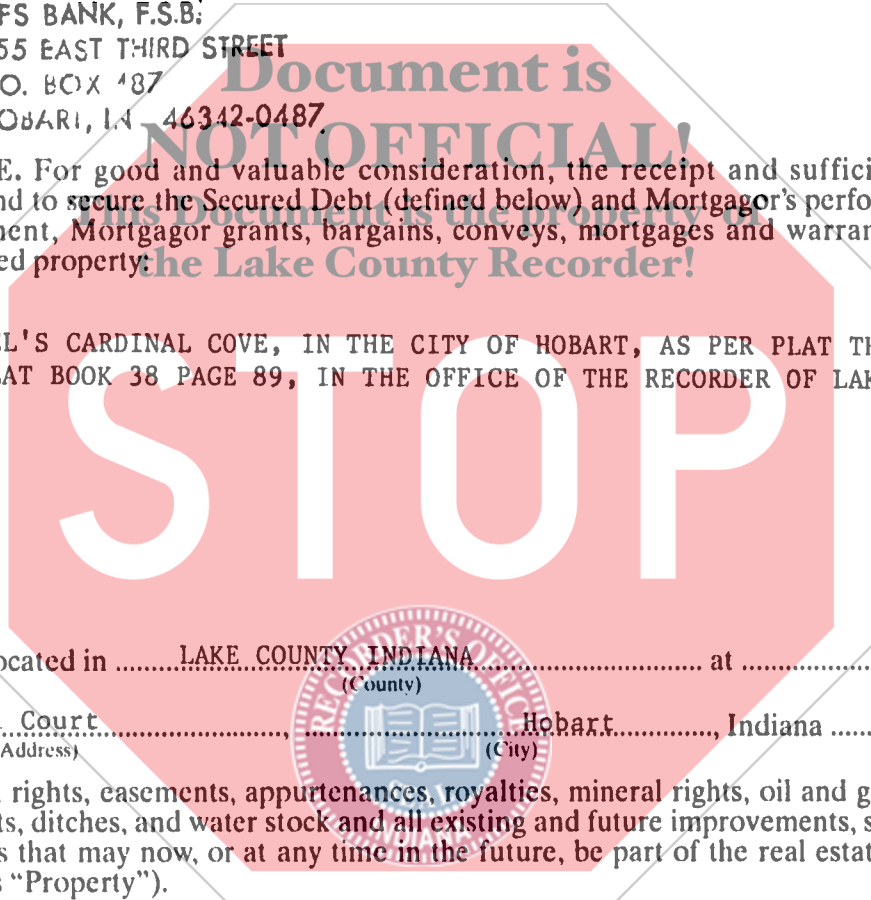 FS BANK, F.S.B.
55 EAST THIRD STREET
O. BOX 487
OBART, IN 46342-0487
Document is
NOT OFFICIAL!
This Document is the property
the Lake County Recorder!
E. For good and valuable consideration, the receipt and suffici
nd to secure the Secured Debt (defined below) and Mortgagor's perfo
ent, Mortgagor grants, bargains, conveys, mortgages and warran
ed property:
EL'S CARDINAL COVE, IN THE CITY OF HOBART, AS PER PLAT TH
LAT BOOK 38 PAGE 89, IN THE OFFICE OF THE RECORDER OF LAK
STOP
ocated in ........LAKE COUNTY INDIANA................................ at ..................
(County)
Court........................, ..............................Hobart.............., Indiana ......
Address) (City)
RECORDER'S OFFICE
rights, easements, appurtenances, royalties, mineral rights, oil and g
ts, ditches, and water stock and all existing and future improvements, s
s that may now, or at any time in the future, be part of the real estat
s "Property").
INDIANA